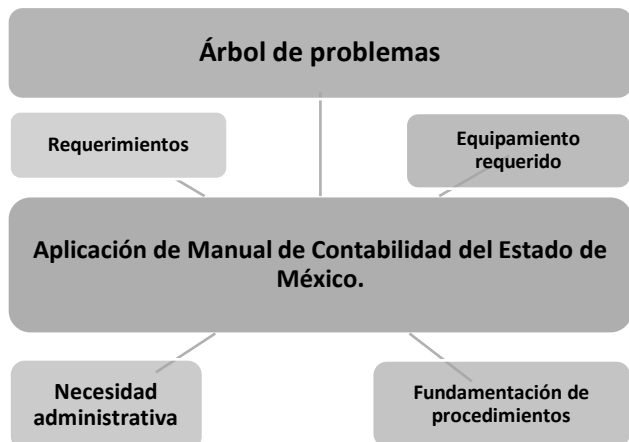 Árbol de problemas
Requerimientos
Equipamiento
requerido
Aplicación de Manual de Contabilidad del Estado de
México.
Necesidad
administrativa
Fundamentación de
procedimientos